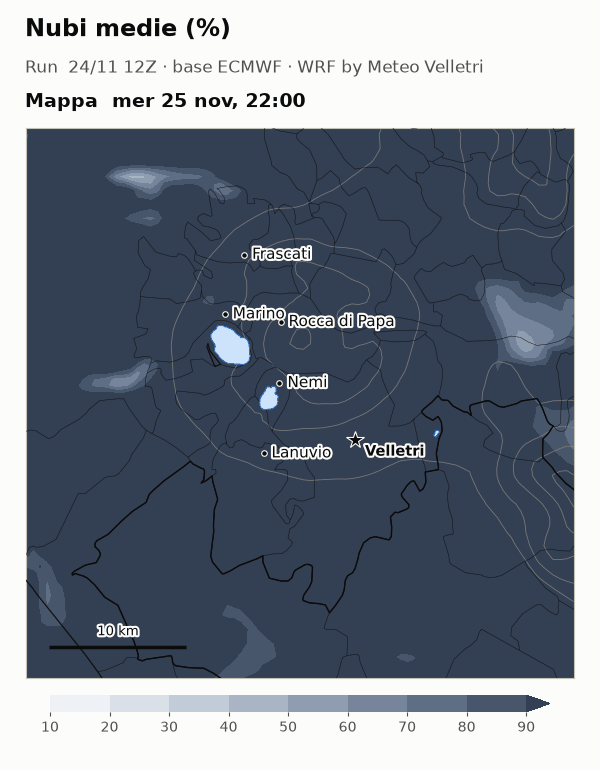 Nubi medie (%)
Run  24/11 12Z · base ECMWF · WRF by Meteo Velletri
Mappa  mer 25 nov, 22:00
Frascati
Marino
Rocca di Papa
Nemi
Velletri
Lanuvio
10 km
10 20 30 40 50 60 70 80 90